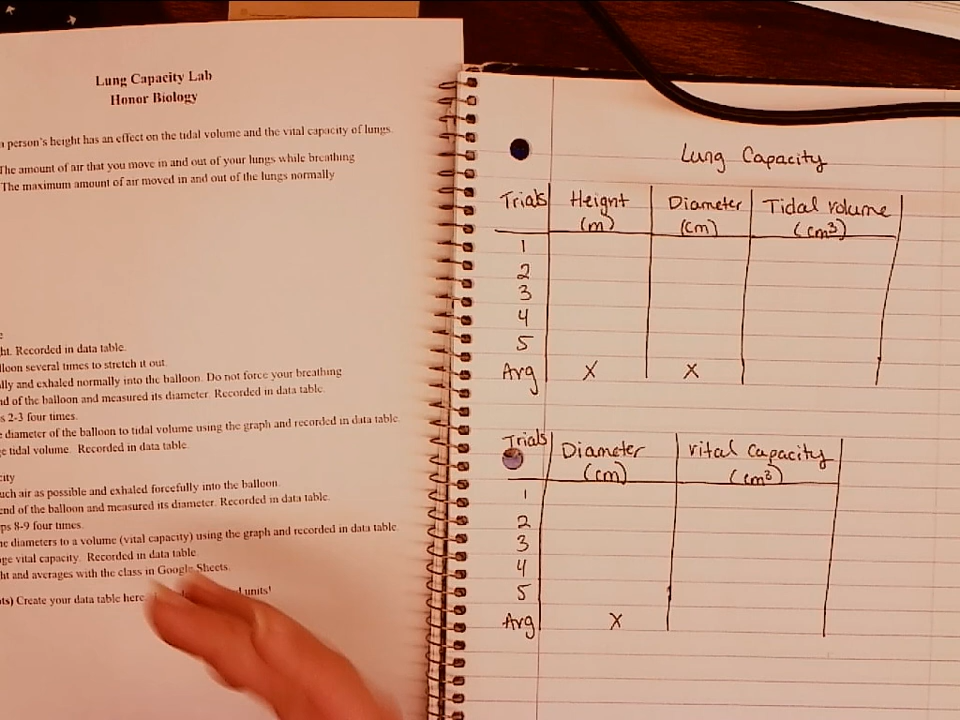 Lung Capacity Lab
Honor Biology
a person's height has an effect on the tidal volume and the vital capacity of lungs.
The amount of air that you move in and out of your lungs while breathing
The maximum amount of air moved in and out of the lungs normally
ht. Recorded in data table.
lloon several times to stretch it out.
lly and exhaled normally into the balloon. Do not force your breathing
nd of the balloon and measured its diameter. Recorded in data table.
s 2-3 four times.
e diameter of the balloon to tidal volume using the graph and recorded in data table.
ge tidal volume. Recorded in data table.
city
uch air as possible and exhaled forcefully into the balloon.
end of the balloon and measured its diameter. Recorded in data table.
ps 8-9 four times.
he diameters to a volume (vital capacity) using the graph and recorded in data table.
ge vital capacity. Recorded in data table.
ht and averages with the class in Google Sheets.
ts) Create your data table here. units!
Lung Capacity
Trials Height Diameter Tidal Volume
(m) (cm) (cm³)
1
2
3
4
5
Avg X X
Trials Diameter Vital Capacity
(cm) (cm³)
1
2
3
4
5
Avg X